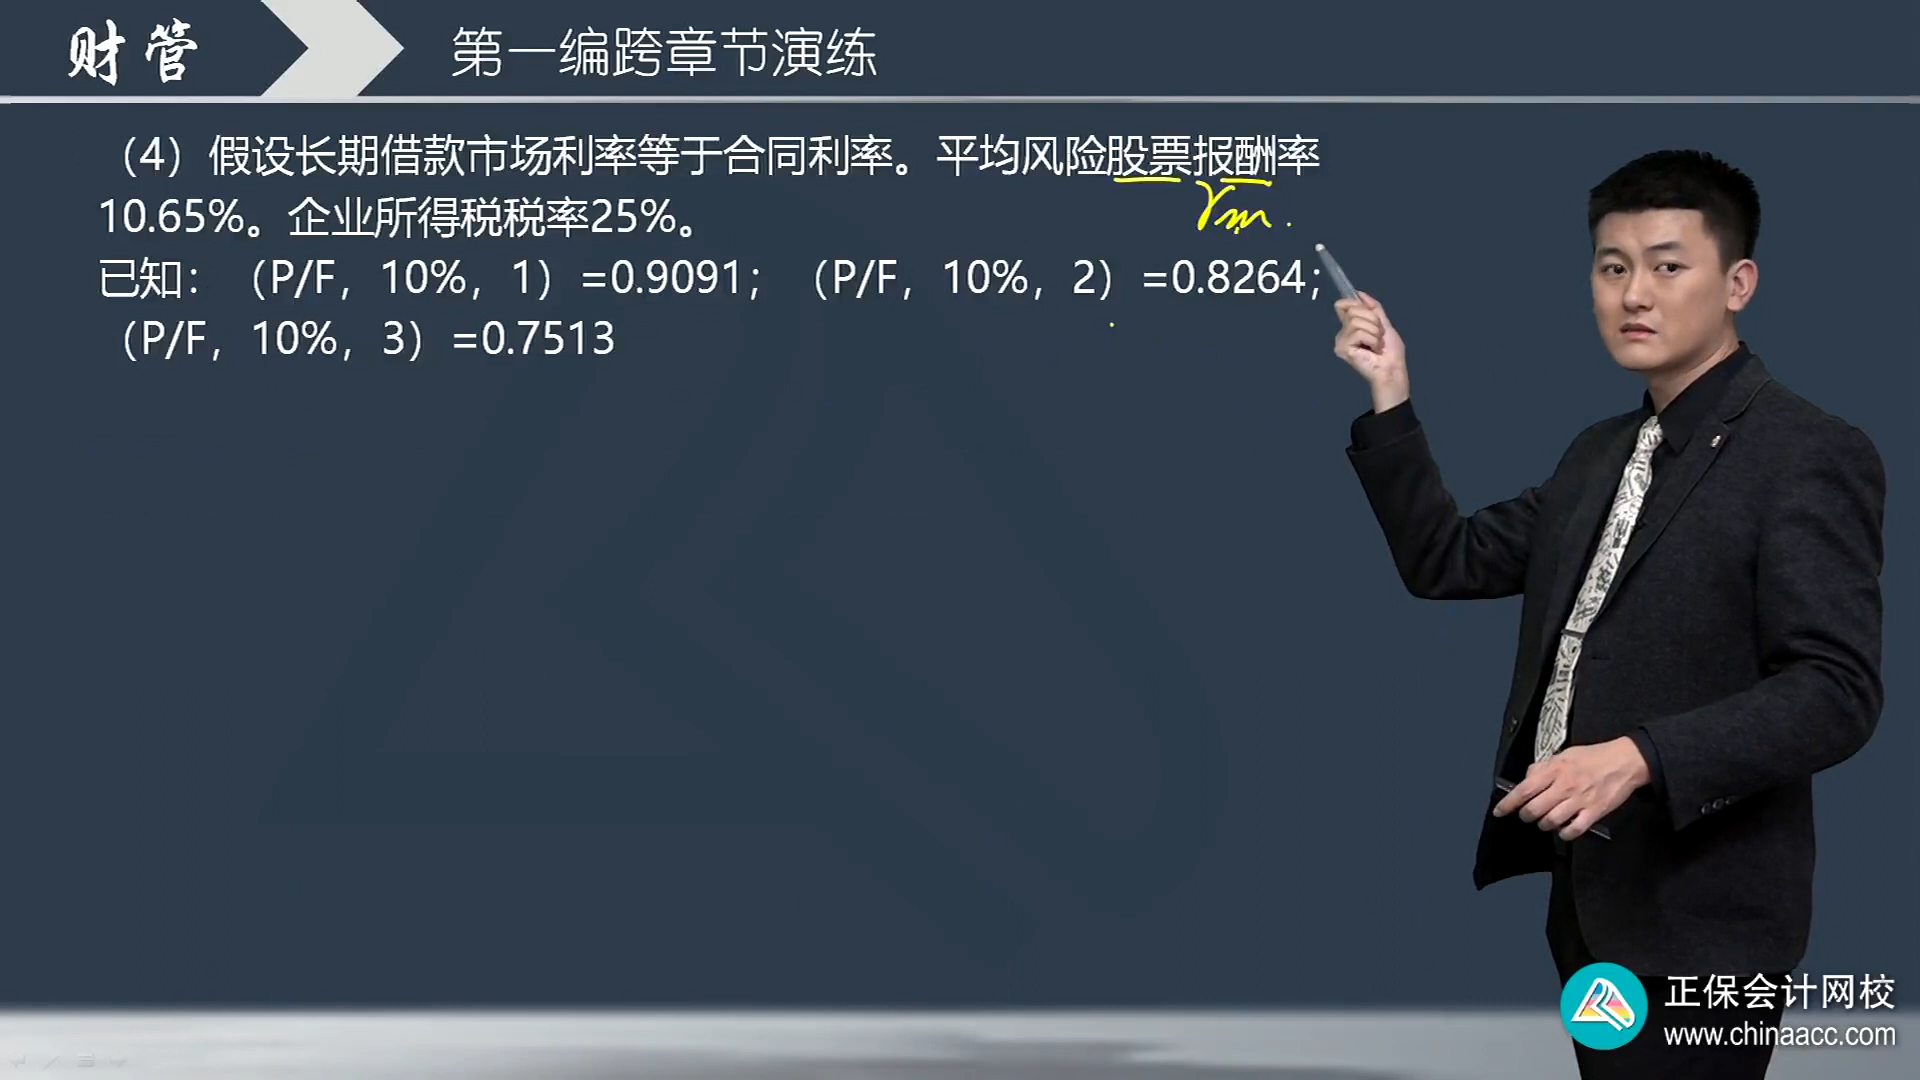 财管
第一编跨章节演练
（4）假设长期借款市场利率等于合同利率。平均风险股票报酬率
10.65%。企业所得税税率25%。
rm.
已知：（P/F，10%，1）=0.9091；（P/F，10%，2）=0.8264；
（P/F，10%，3）=0.7513
正保会计网校
www.chinaacc.com